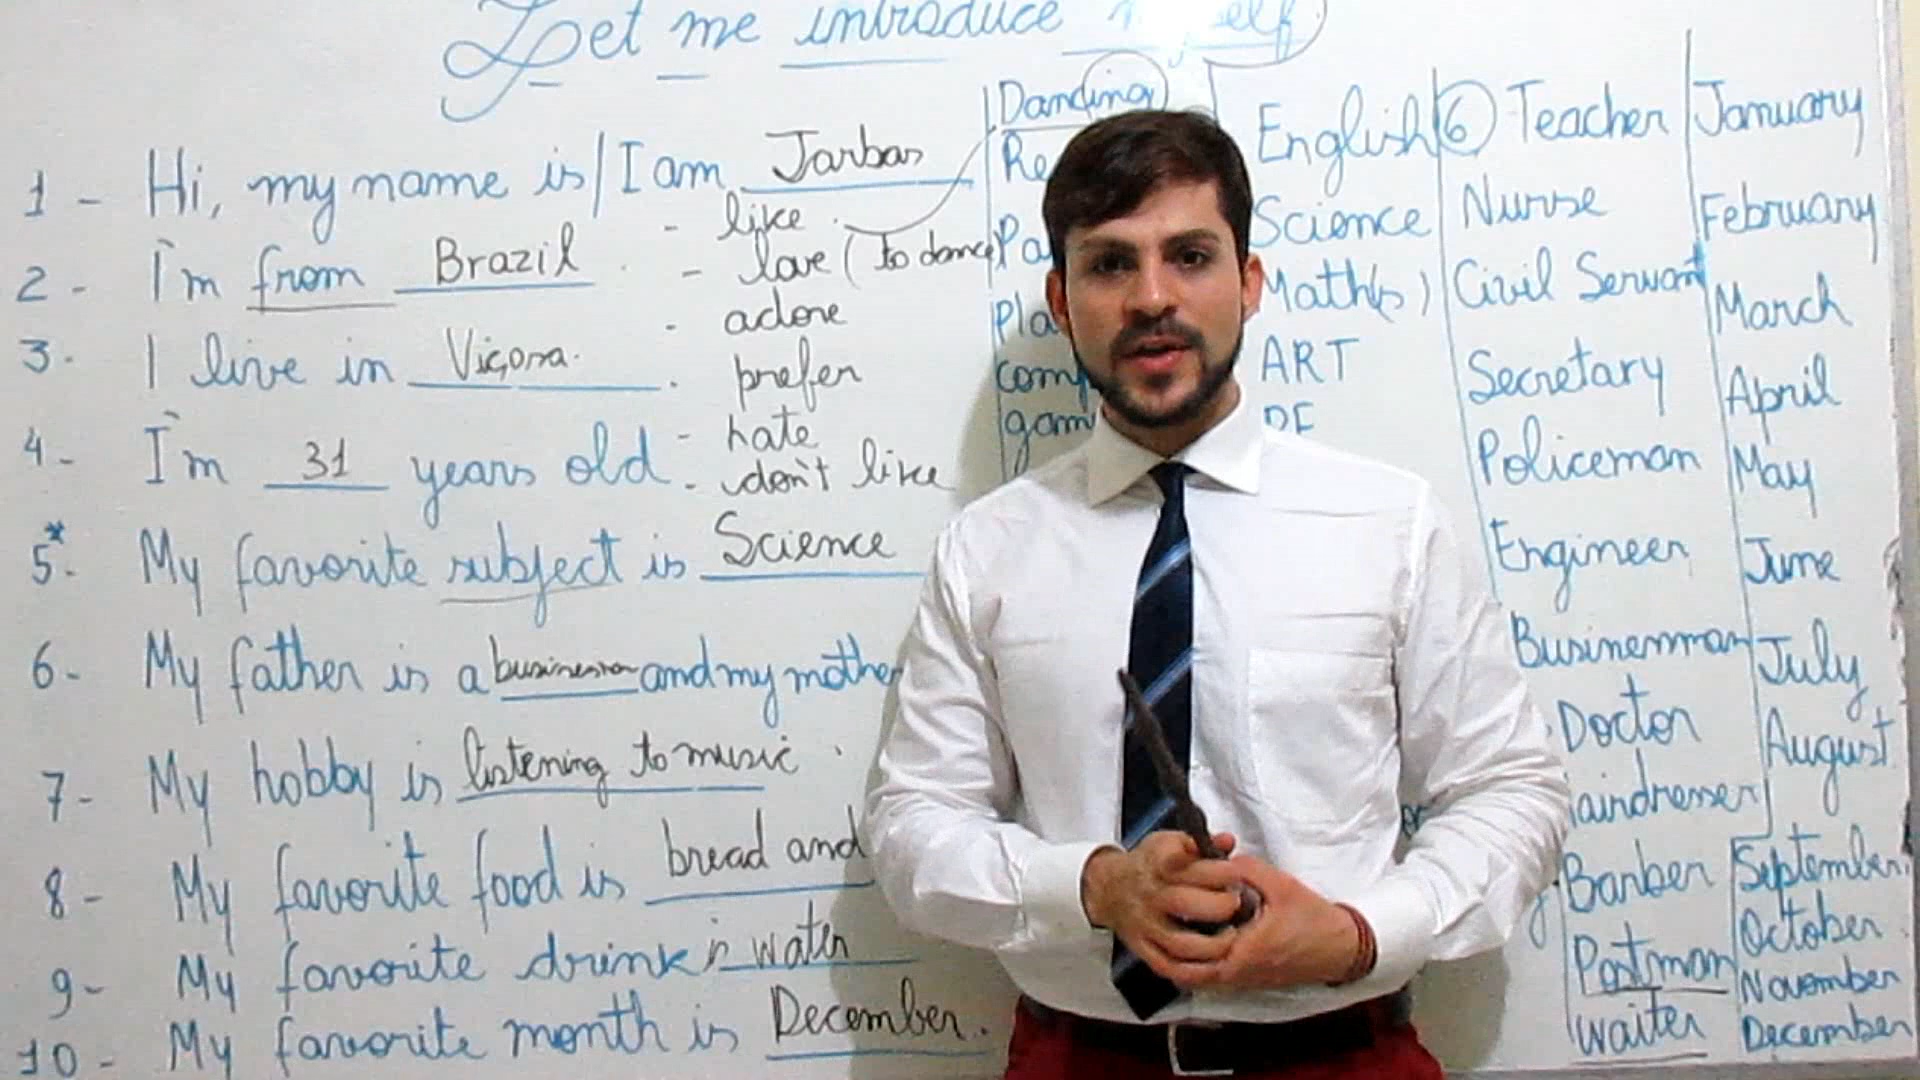 Let me introduce
1 - Hi, my name is / I am Jarbas
2 - I'm from Brazil
3 - I live in Viçosa.
4 - I'm 31 years old
5* - My favorite subject is Science
6 - My father is a and my mother
7 - My hobby is listening to music.
8 - My favorite food is bread and
9 - My favorite drink is water
10 - My favorite month is December.
- like
- love (to dance
- adore
prefer
- hate
- don't like
Dancing
English
Science
Math(s)
ART
PE
6 Teacher
Nurse
Civil Servant
Secretary
Policeman
Engineer
Businessman
Doctor
Barber
Postman
Waiter
January
February
March
April
May
June
July
August
September
October
November
December